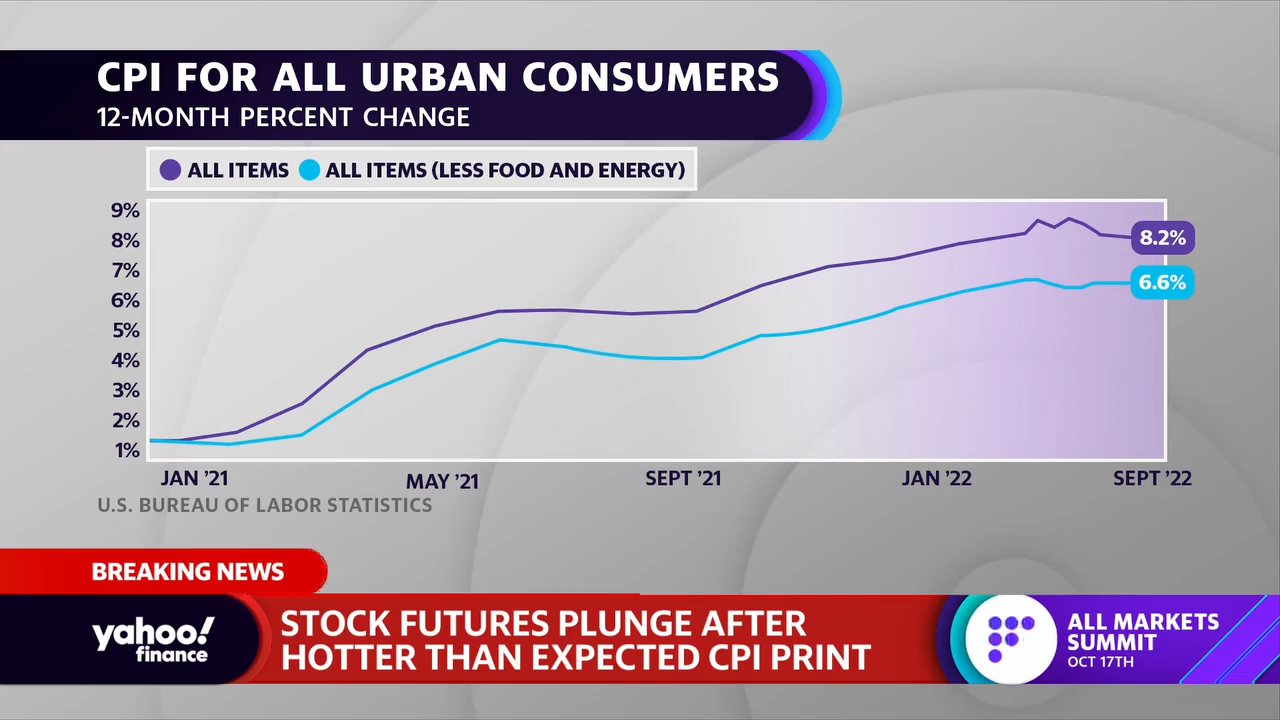 CPI FOR ALL URBAN CONSUMERS
12-MONTH PERCENT CHANGE
ALL ITEMS ALL ITEMS (LESS FOOD AND ENERGY)
9%
8%
7%
6%
5%
4%
3%
2%
1%
8.2%
6.6%
JAN ’21 MAY ’21 SEPT ’21 JAN ’22 SEPT ’22
U.S. BUREAU OF LABOR STATISTICS
BREAKING NEWS
yahoo!
finance
STOCK FUTURES PLUNGE AFTER
HOTTER THAN EXPECTED CPI PRINT
ALL MARKETS
SUMMIT
OCT 17TH